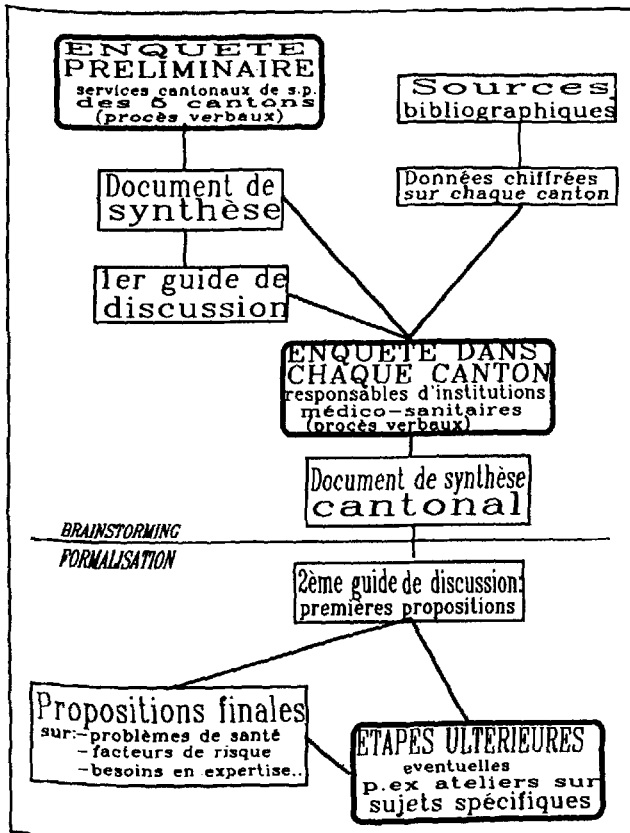 ENQUETE
PRELIMINAIRE
services cantonaux de s.p.
des 5 cantons
(procès verbaux)
Sources
bibliographiques
Document de
synthèse
Données chiffrées
sur chaque canton
1er guide de
discussion
ENQUETE DANS
CHAQUE CANTON
responsables d'institutions
médico-sanitaires
(procès verbaux)
Document de synthèse
cantonal
BRAINSTORMING
FORMALISATION
2ème guide de discussion:
premières propositions
Propositions finales
sur:-problèmes de santé
-facteurs de risque
-besoins en expertise..
ETAPES ULTERIEURES
eventuelles
p.ex ateliers sur
sujets spécifiques